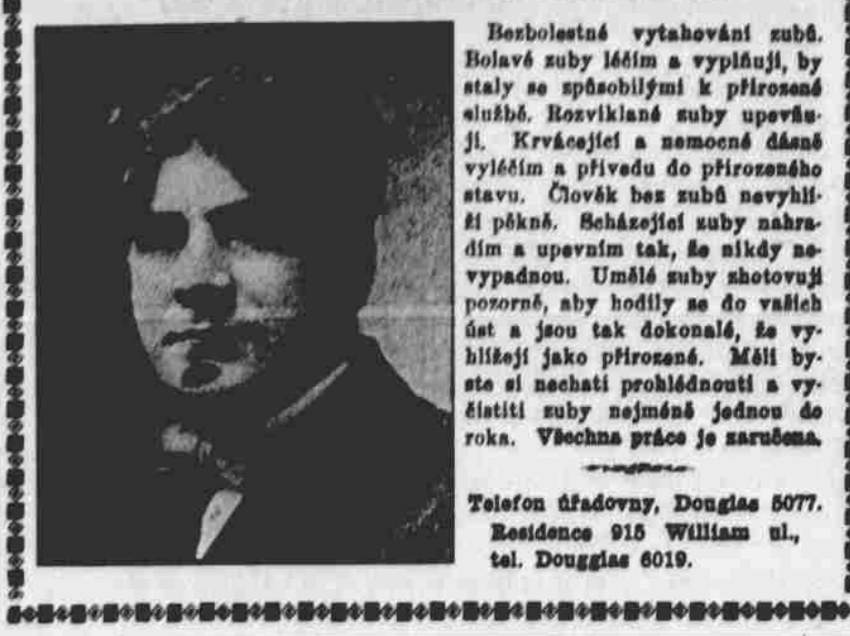 Bezbolestné vytahování zubů.
Bolavé zuby léčím a vyplňuji, by
staly se způsobilými k přirozené
službě. Rozviklané zuby upevňu-
ji. Krvácející a nemocné dásně
vyléčím a přivedu do přirozeného
stavu. Člověk bez zubů nevyhlí-
ží pěkně. Scházející zuby nahra-
dím a upevním tak, že nikdy ne-
vypadnou. Umělé zuby zhotovuji
pozorně, aby hodily se do vašich
úst a jsou tak dokonalé, že vy-
hlížejí jako přirozené. Měli by-
ste si nechati prohlédnouti a vy-
čistiti zuby nejméně jednou do
roka. Všechna práce je zaručena.
Telefon úřadovny, Douglas 5077.
Residence 915 William ul.,
tel. Dougglas 6019.